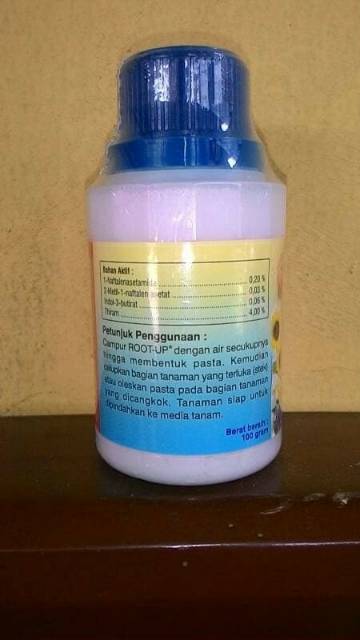 Bahan Aktif :
1-Naftalenasetamida ........ 0,20 %
2-Metil-1-naftalen asetat ........ 0,03 %
Indol-3-butirat ........ 0,06 %
Thiram ........ 4,00 %
Petunjuk Penggunaan :
Campur ROOT-UP® dengan air secukupnya
hingga membentuk pasta. Kemudian
celupkan bagian tanaman yang terluka (stek)
atau oleskan pasta pada bagian tanaman
yang dicangkok. Tanaman siap untuk
dipindahkan ke media tanam.
Berat bersih :
100 gram